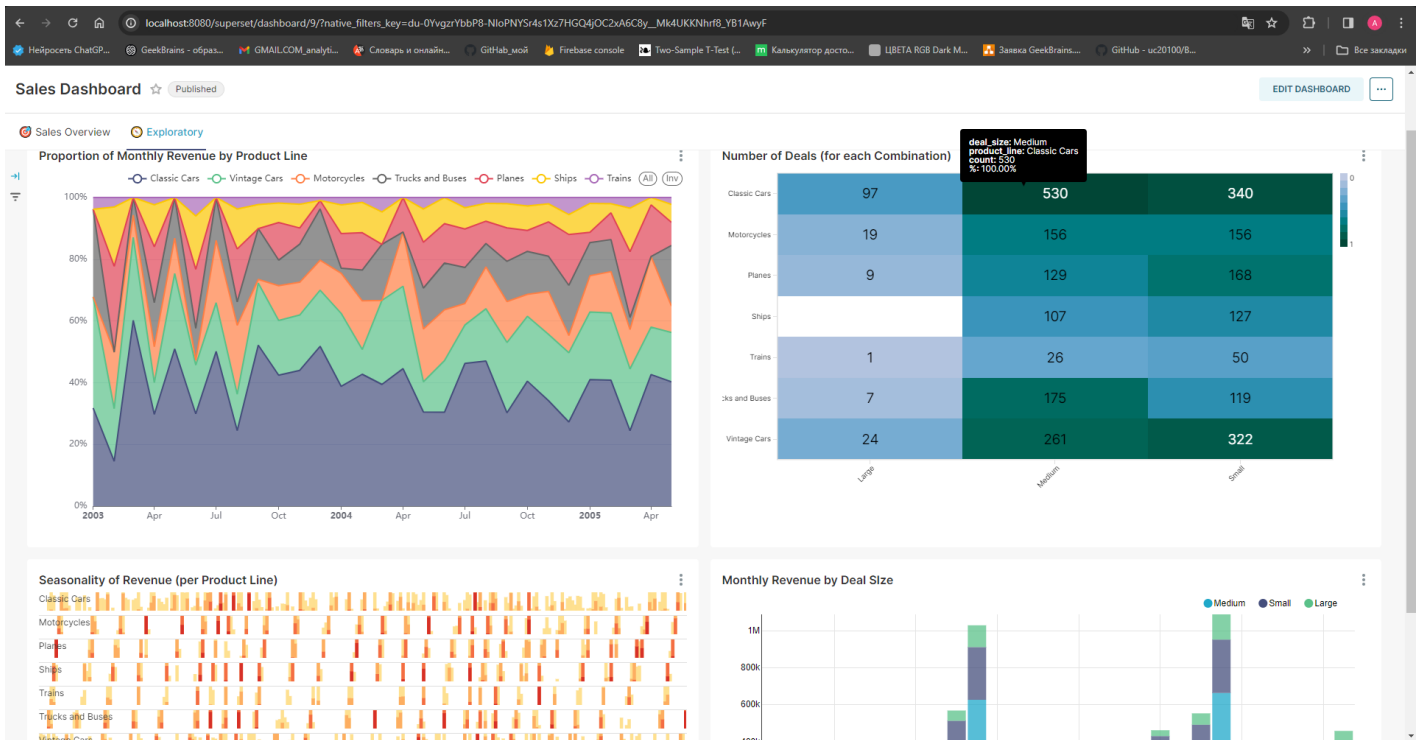 localhost:8080/superset/dashboard/9/?native_filters_key=du-0YvgzrYbbP8-NIoPNYSr4s1Xz7HGQ4jOC2xA6C8y__Mk4UKKNhrf8_YB1AwyF
A
Нейросеть ChatGP... GeekBrains - образ... GMAIL.COM_analyti... Словарь и онлайн... GitHab_мой Firebase console Two-Sample T-Test (... Калькулятор досто... ЦВЕТА RGB Dark M... Заявка GeekBrains.... GitHub - uc20100/B... » Все закладки
Sales Dashboard Published EDIT DASHBOARD ...
Sales Overview Exploratory
Proportion of Monthly Revenue by Product Line
Classic Cars Vintage Cars Motorcycles Trucks and Buses Planes Ships Trains All Inv
100%
80%
60%
40%
20%
0%
2003 Apr Jul Oct 2004 Apr Jul Oct 2005 Apr
Number of Deals (for each Combination)
deal_size: Medium
product_line: Classic Cars
count: 530
%: 100.00%
0
1
Classic Cars 97 530 340
Motorcycles 19 156 156
Planes 9 129 168
Ships 107 127
Trains 1 26 50
cks and Buses 7 175 119
Vintage Cars 24 261 322
Large Medium Small
Seasonality of Revenue (per Product Line)
Classic Cars
Motorcycles
Planes
Ships
Trains
Trucks and Buses
Vintage Cars
Monthly Revenue by Deal SIze
Medium Small Large
1M
800k
600k
400k